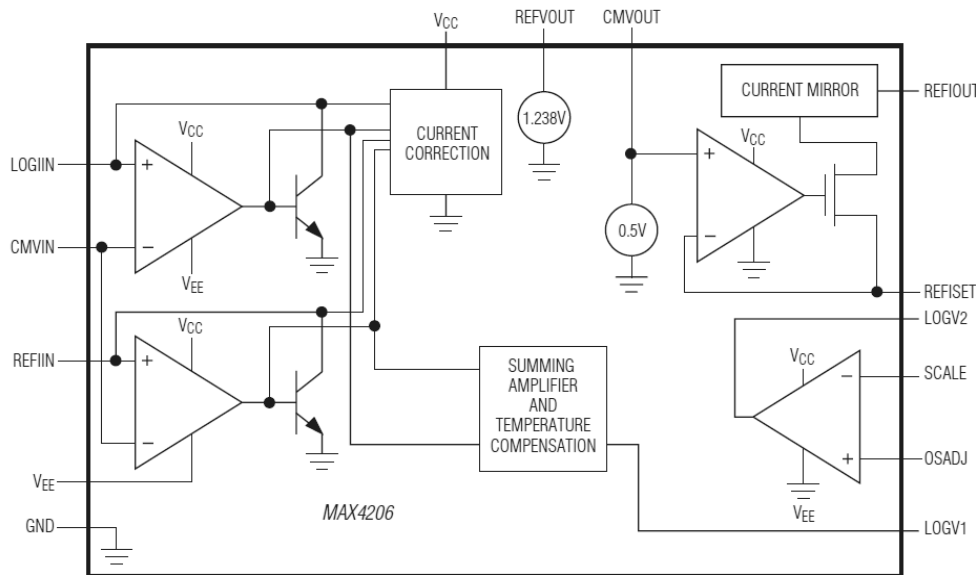 VCC
REFVOUT
CMVOUT
CURRENT MIRROR
REFIOUT
1.238V
CURRENT
CORRECTION
VCC
VCC
LOGIIN
+
+
CMVIN
−
0.5V
−
VEE
REFISET
LOGV2
VCC
REFIIN
+
SUMMING
AMPLIFIER
AND
TEMPERATURE
COMPENSATION
VCC
−
SCALE
−
+
OSADJ
VEE
VEE
MAX4206
GND
LOGV1